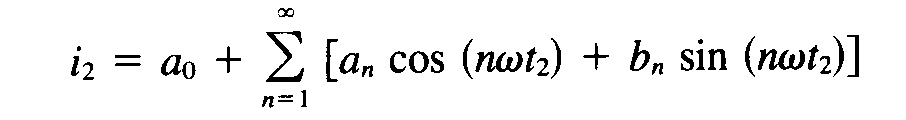 i₂ = a₀ + ∑_{n=1}^{∞} [aₙ cos (nωt₂) + bₙ sin (nωt₂)]